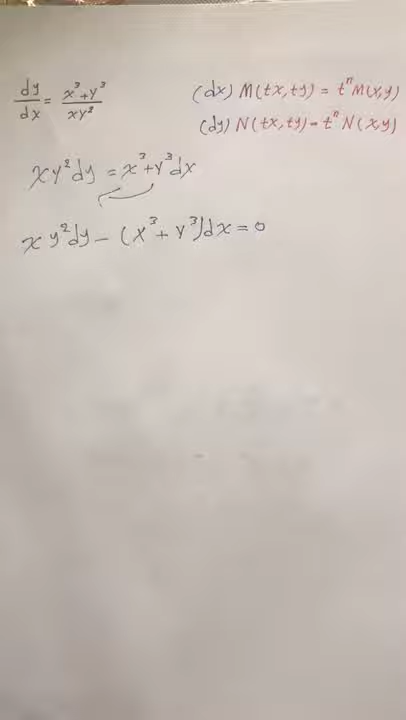 dy/dx = x³+y³/xy²
(dx) M(tx,ty) = tⁿM(x,y)
(dy) N(tx,ty) = tⁿN(x,y)
xy²dy = x³+y³dx
xy²dy - (x³+y³)dx = 0